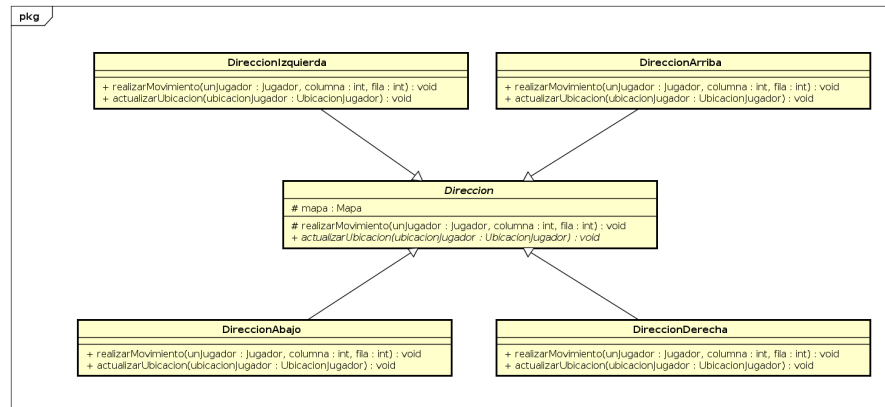 pkg
DireccionIzquierda
+ realizarMovimiento(unJugador : Jugador, columna : int, fila : int) : void
+ actualizarUbicacion(ubicacionJugador : UbicacionJugador) : void
DireccionArriba
+ realizarMovimiento(unJugador : Jugador, columna : int, fila : int) : void
+ actualizarUbicacion(ubicacionJugador : UbicacionJugador) : void
Direccion
# mapa : Mapa
# realizarMovimiento(unJugador : Jugador, columna : int, fila : int) : void
+ actualizarUbicacion(ubicacionJugador : UbicacionJugador) : void
DireccionAbajo
+ realizarMovimiento(unJugador : Jugador, columna : int, fila : int) : void
+ actualizarUbicacion(ubicacionJugador : UbicacionJugador) : void
DireccionDerecha
+ realizarMovimiento(unJugador : Jugador, columna : int, fila : int) : void
+ actualizarUbicacion(ubicacionJugador : UbicacionJugador) : void